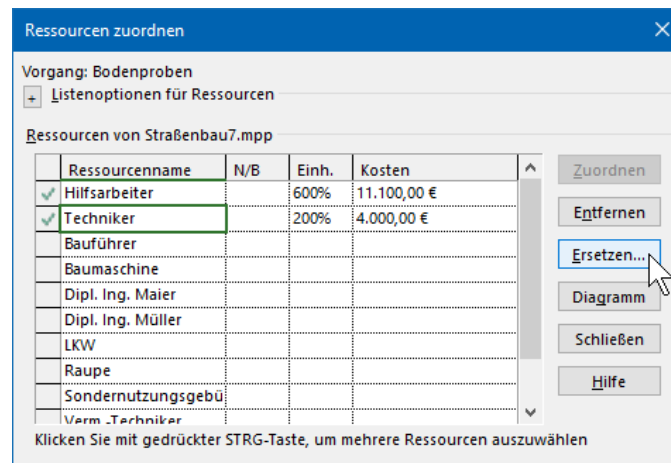 Ressourcen zuordnen
Vorgang: Bodenproben
+ Listenoptionen für Ressourcen
Ressourcen von Straßenbau7.mpp
Ressourcenname N/B Einh. Kosten
Hilfsarbeiter 600% 11.100,00 €
Techniker 200% 4.000,00 €
Bauführer
Baumaschine
Dipl. Ing. Maier
Dipl. Ing. Müller
LKW
Raupe
Sondernutzungsgebü
Verm.-Techniker
Zuordnen
Entfernen
Ersetzen...
Diagramm
Schließen
Hilfe
Klicken Sie mit gedrückter STRG-Taste, um mehrere Ressourcen auszuwählen